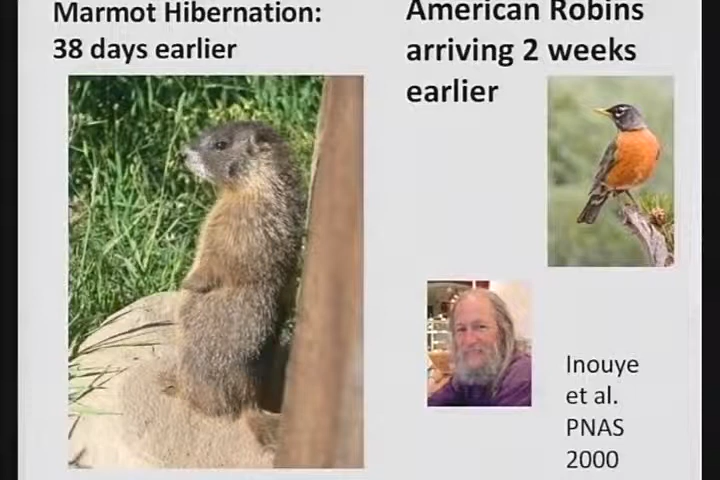 Marmot Hibernation:
38 days earlier
American Robins
arriving 2 weeks
earlier
Inouye
et al.
PNAS
2000